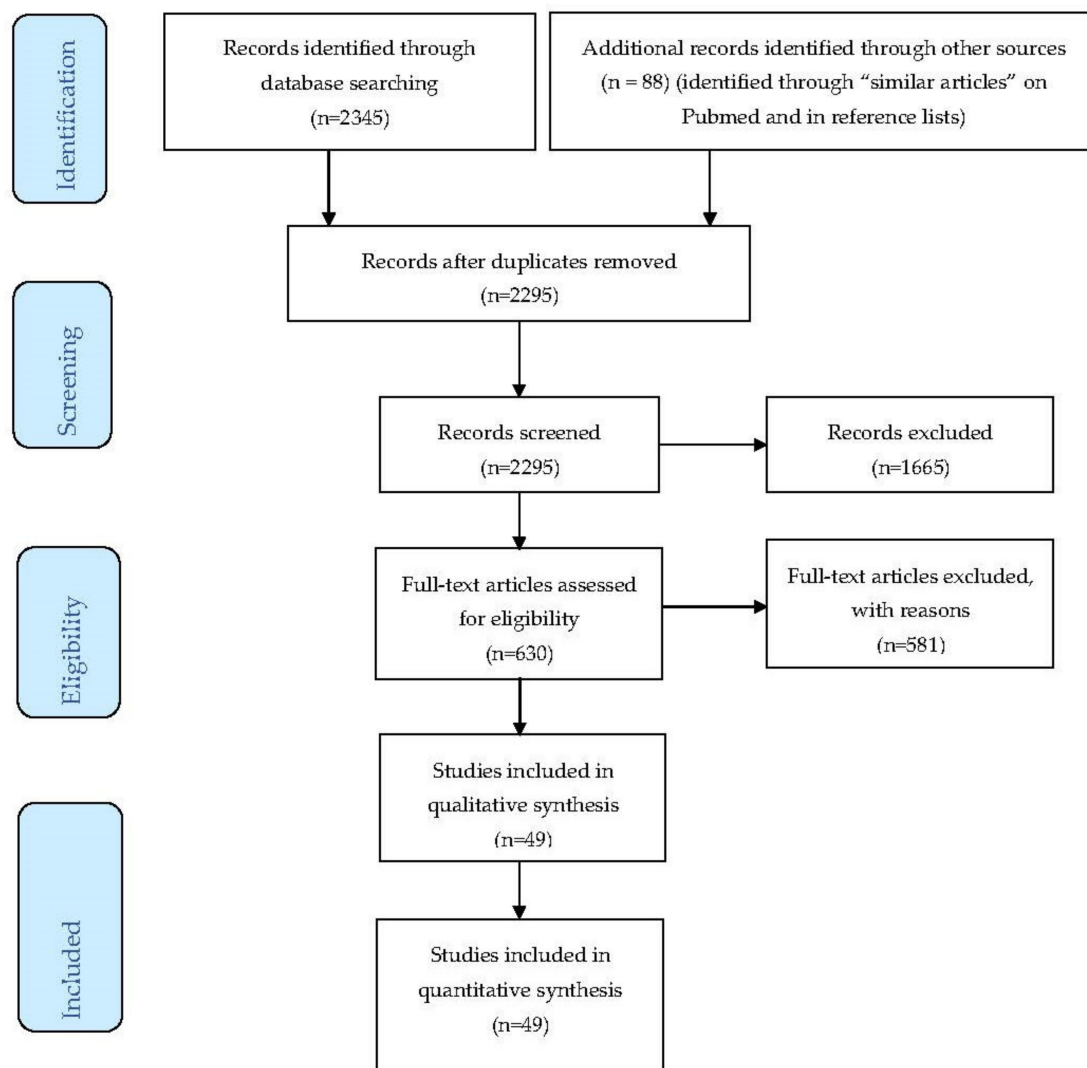 Identification
Records identified through
database searching
(n=2345)
Additional records identified through other sources
(n = 88) (identified through “similar articles” on
Pubmed and in reference lists)
Records after duplicates removed
(n=2295)
Screening
Records screened
(n=2295)
Records excluded
(n=1665)
Eligibility
Full-text articles assessed
for eligibility
(n=630)
Full-text articles excluded,
with reasons
(n=581)
Studies included in
qualitative synthesis
(n=49)
Included
Studies included in
quantitative synthesis
(n=49)